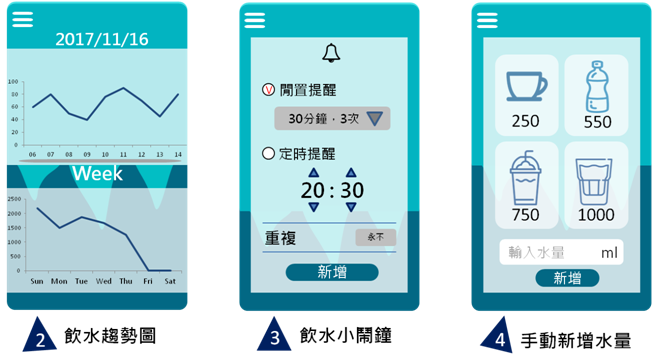 2017/11/16
100
80
60
40
20
0
06 07 08 09 10 11 12 13 14
Week
2500
2000
1500
1000
500
0
Sun Mon Tue Wed Thu Fri Sat
2 飲水趨勢圖
V 閒置提醒
30分鐘,3次
定時提醒
20 : 30
重複 永不
新增
3 飲水小鬧鐘
250 550
750 1000
輸入水量 ml
新增
4 手動新增水量